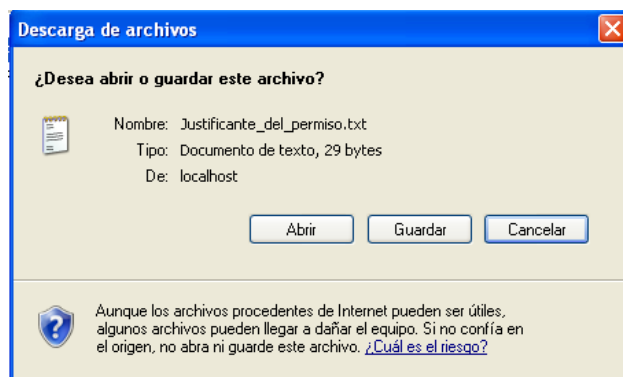 Descarga de archivos
¿Desea abrir o guardar este archivo?
Nombre: Justificante_del_permiso.txt
Tipo: Documento de texto, 29 bytes
De: localhost
Abrir Guardar Cancelar
Aunque los archivos procedentes de Internet pueden ser útiles,
algunos archivos pueden llegar a dañar el equipo. Si no confía en
el origen, no abra ni guarde este archivo. ¿Cuál es el riesgo?